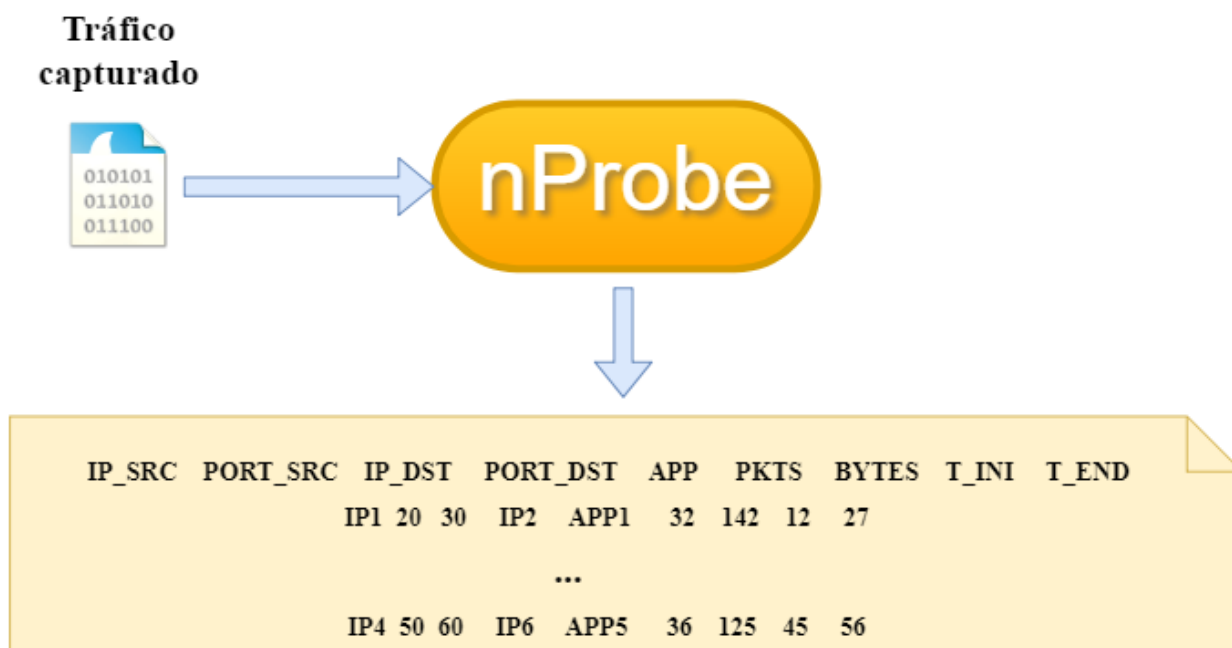 Tráfico
capturado
010101
011010
011100
nProbe
IP_SRC PORT_SRC IP_DST PORT_DST APP PKTS BYTES T_INI T_END
IP1 20 30 IP2 APP1 32 142 12 27
...
IP4 50 60 IP6 APP5 36 125 45 56